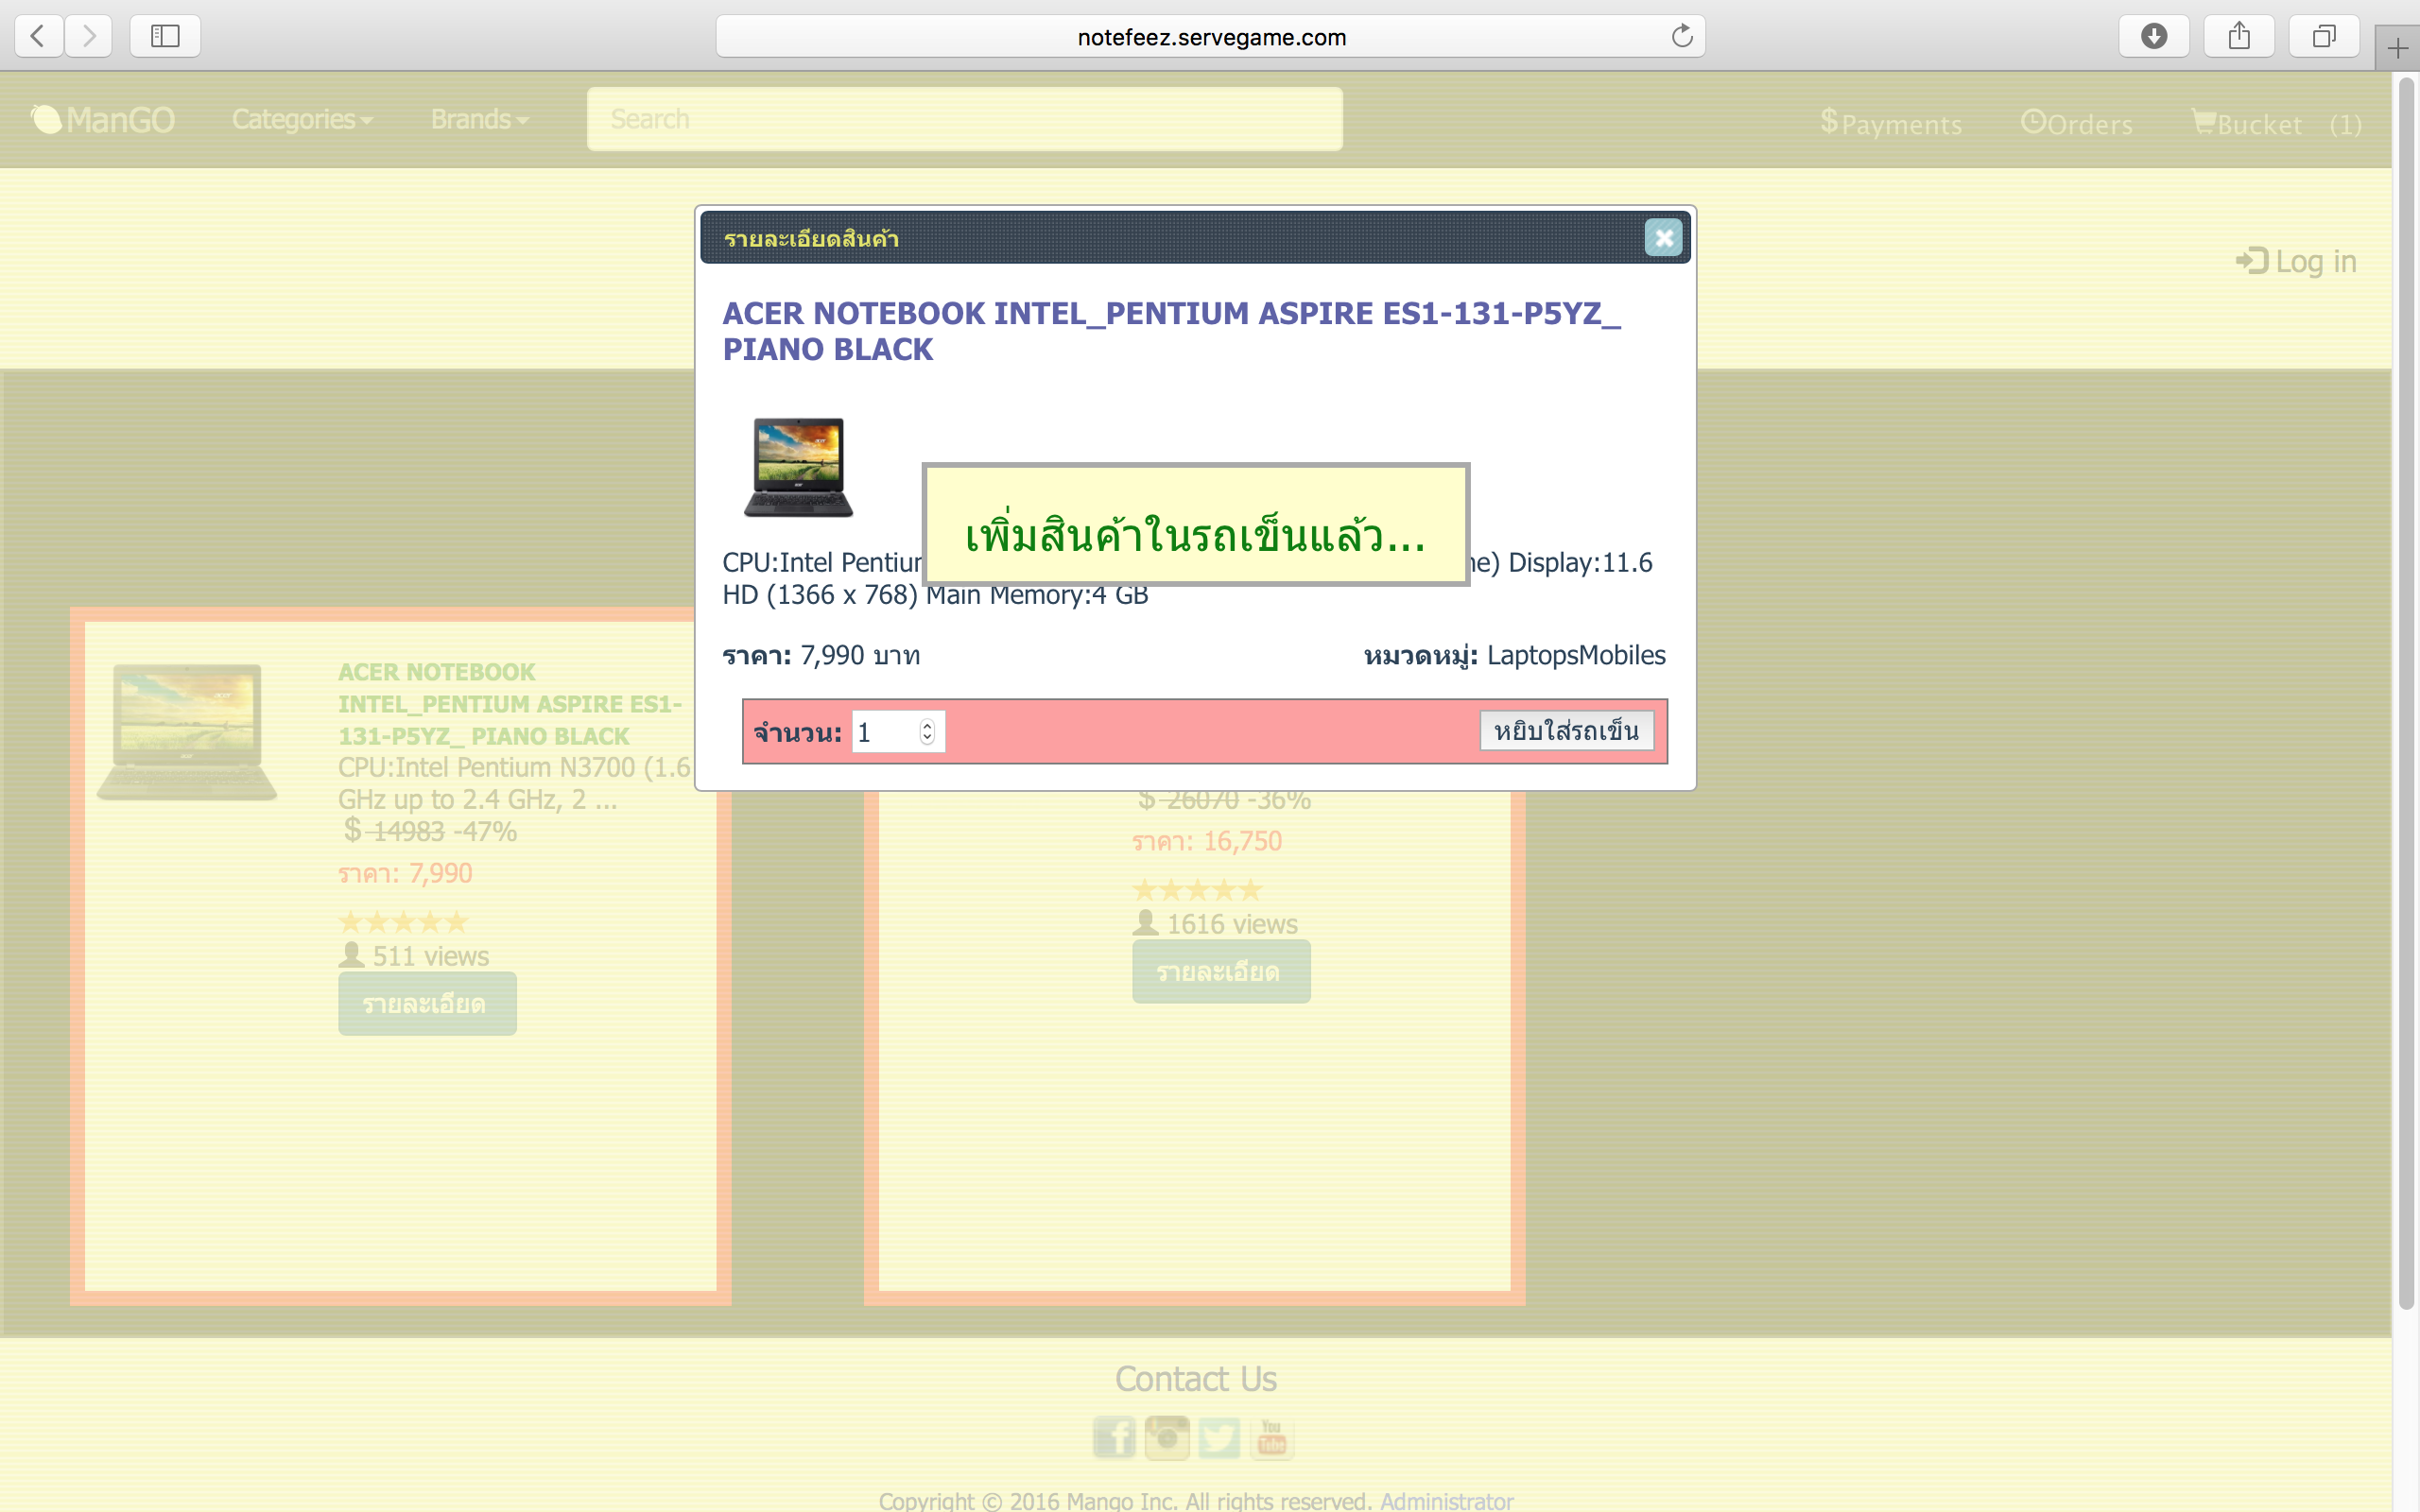 notefeez.servegame.com
ManGO Categories Brands Search $Payments Orders Bucket (1)
Log in
รายละเอียดสินค้า
ACER NOTEBOOK INTEL_PENTIUM ASPIRE ES1-131-P5YZ_
PIANO BLACK
เพิ่มสินค้าในรถเข็นแล้ว...
CPU:Intel Pentium e) Display:11.6
HD (1366 x 768) Main Memory:4 GB
ราคา: 7,990 บาท หมวดหมู่: LaptopsMobiles
จำนวน: 1 หยิบใส่รถเข็น
ACER NOTEBOOK
INTEL_PENTIUM ASPIRE ES1-
131-P5YZ_ PIANO BLACK
CPU:Intel Pentium N3700 (1.6
GHz up to 2.4 GHz, 2 ...
$ 14983 -47%
ราคา: 7,990
★★★★★
511 views
รายละเอียด
$ 26070 -36%
ราคา: 16,750
★★★★★
1616 views
รายละเอียด
Contact Us
You
Tube
Copyright © 2016 Mango Inc. All rights reserved. Administrator